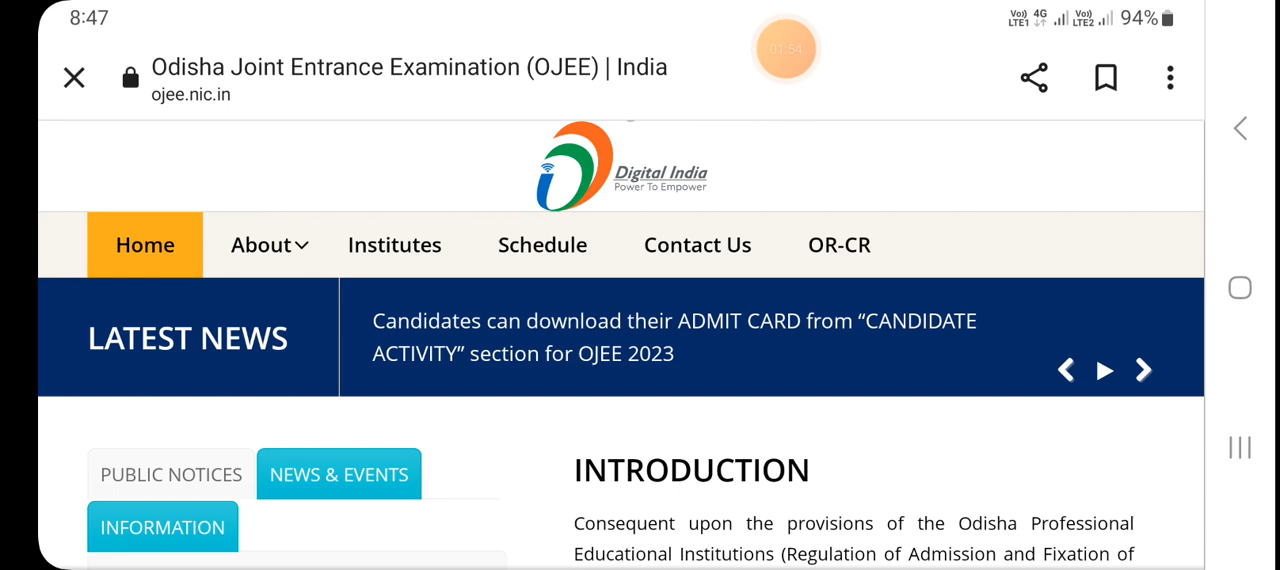 8:47
Vo)) 4G Vo)) 94%
LTE1 LTE2
01:54
Odisha Joint Entrance Examination (OJEE) | India
ojee.nic.in
Digital India
Power To Empower
Home About Institutes Schedule Contact Us OR-CR
LATEST NEWS
Candidates can download their ADMIT CARD from “CANDIDATE
ACTIVITY” section for OJEE 2023
PUBLIC NOTICES NEWS & EVENTS
INFORMATION
INTRODUCTION
Consequent upon the provisions of the Odisha Professional
Educational Institutions (Regulation of Admission and Fixation of